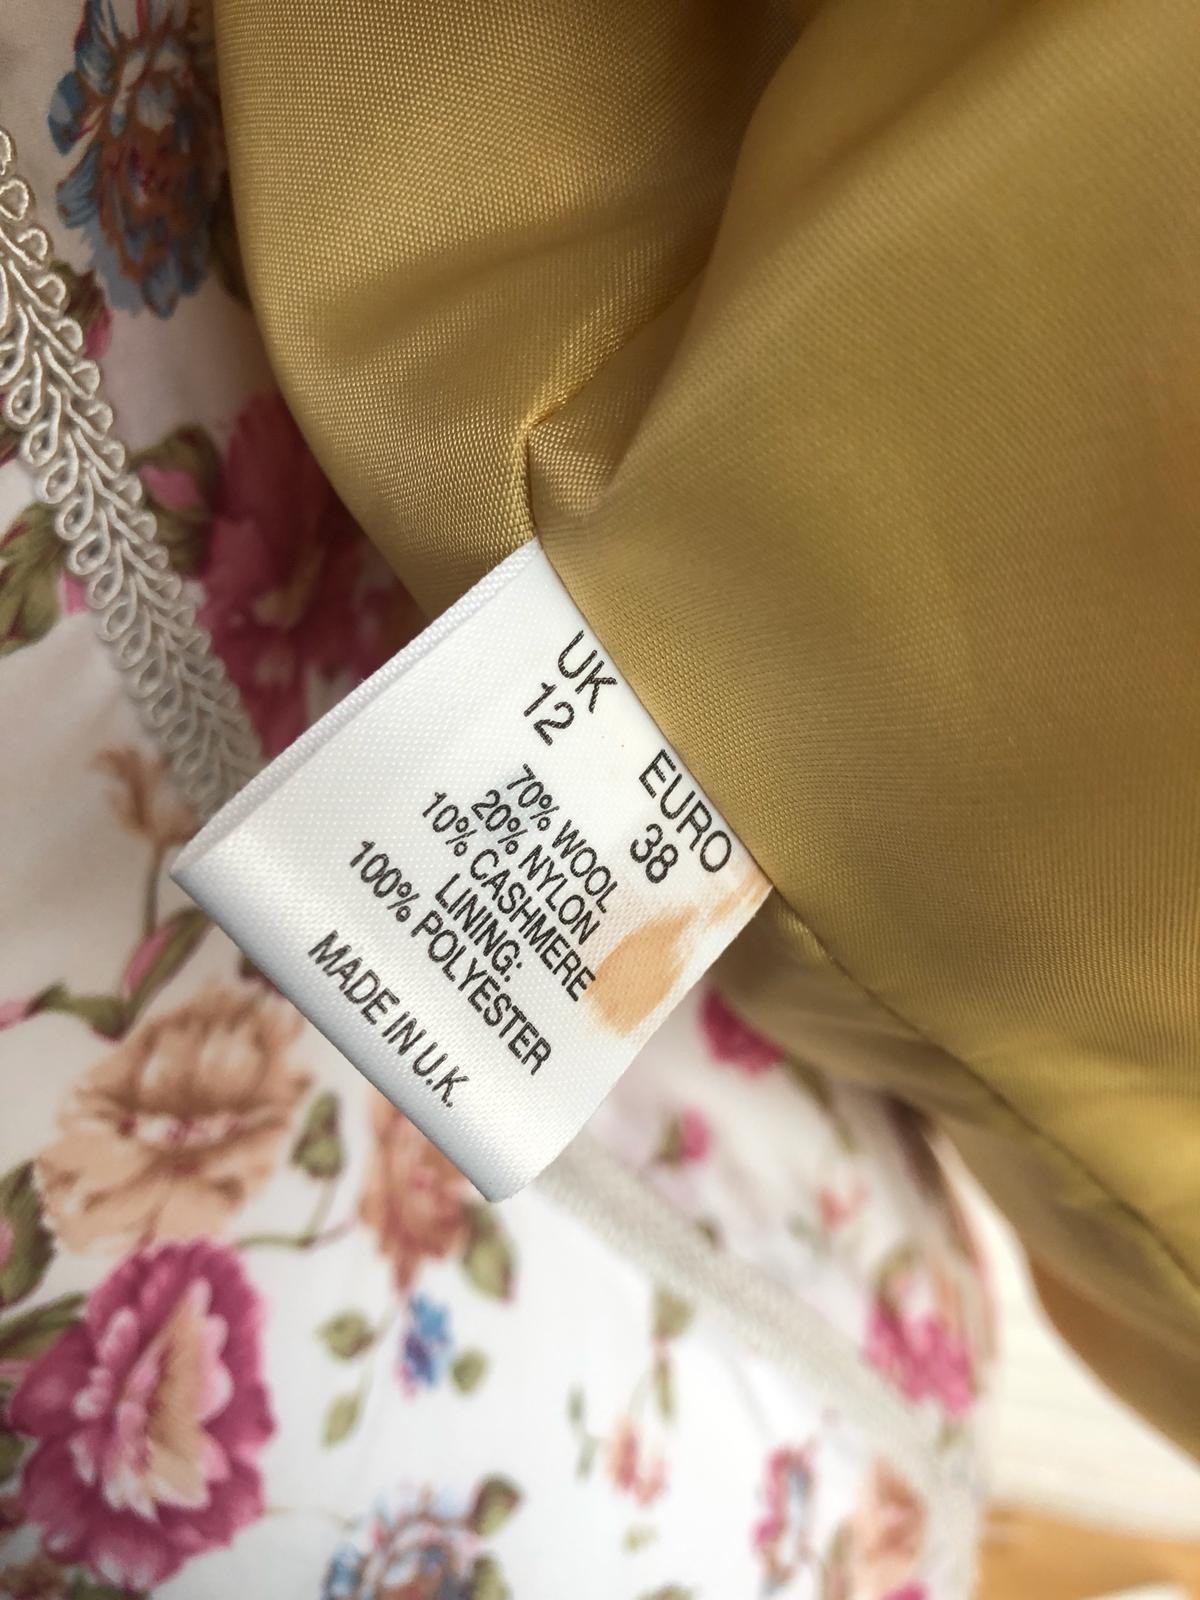 UK EURO
12 38
70% WOOL
20% NYLON
10% CASHMERE
LINING:
100% POLYESTER
MADE IN U.K.